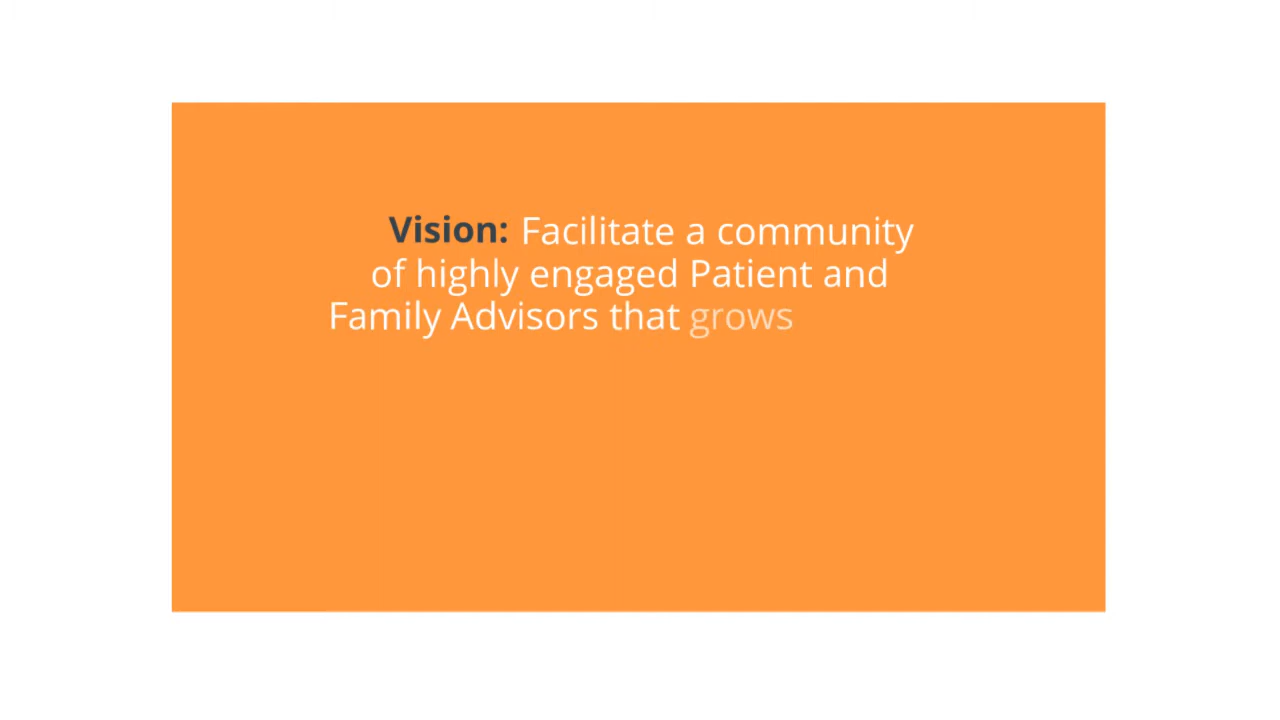 Vision: Facilitate a community
of highly engaged Patient and
Family Advisors that grows